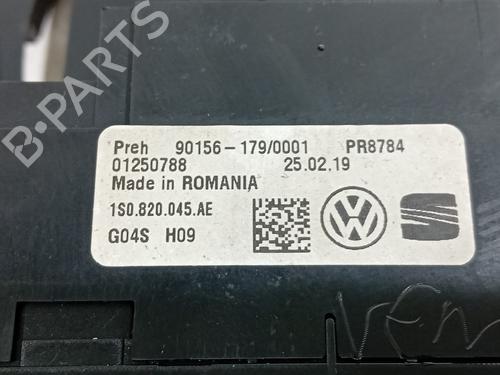 B-PARTS
Preh 90156-179/0001 PR8784
01250788 25.02.19
Made in ROMANIA
1S0.820.045.AE
G04S H09